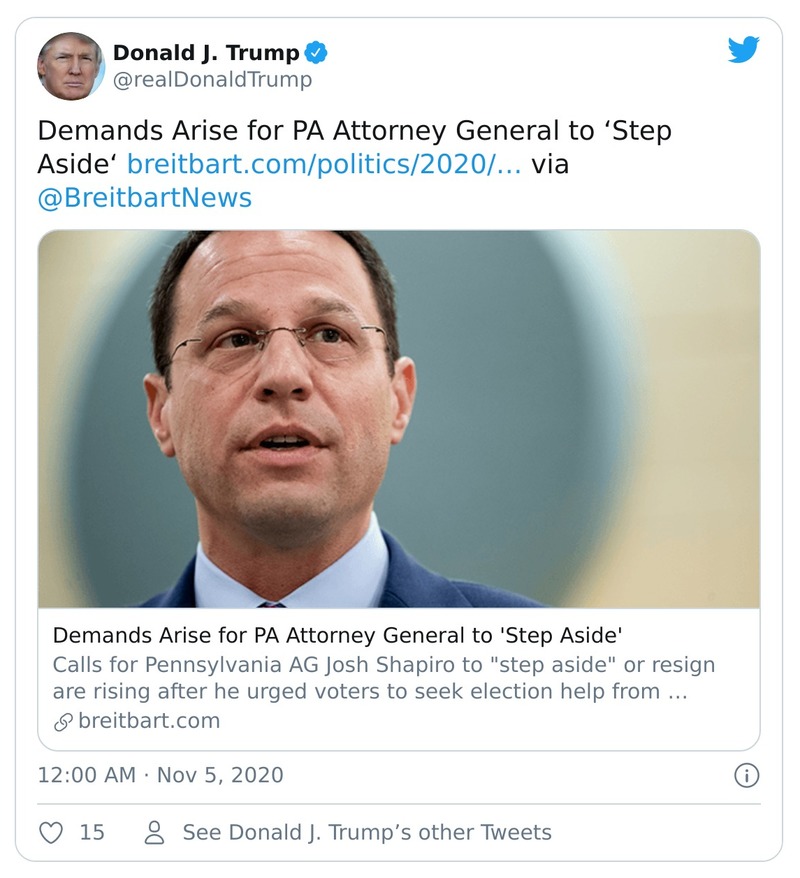 Donald J. Trump
@realDonaldTrump
Demands Arise for PA Attorney General to ‘Step
Aside‘ breitbart.com/politics/2020/… via
@BreitbartNews
Demands Arise for PA Attorney General to 'Step Aside'
Calls for Pennsylvania AG Josh Shapiro to "step aside" or resign
are rising after he urged voters to seek election help from …
breitbart.com
12:00 AM · Nov 5, 2020
15 See Donald J. Trump’s other Tweets